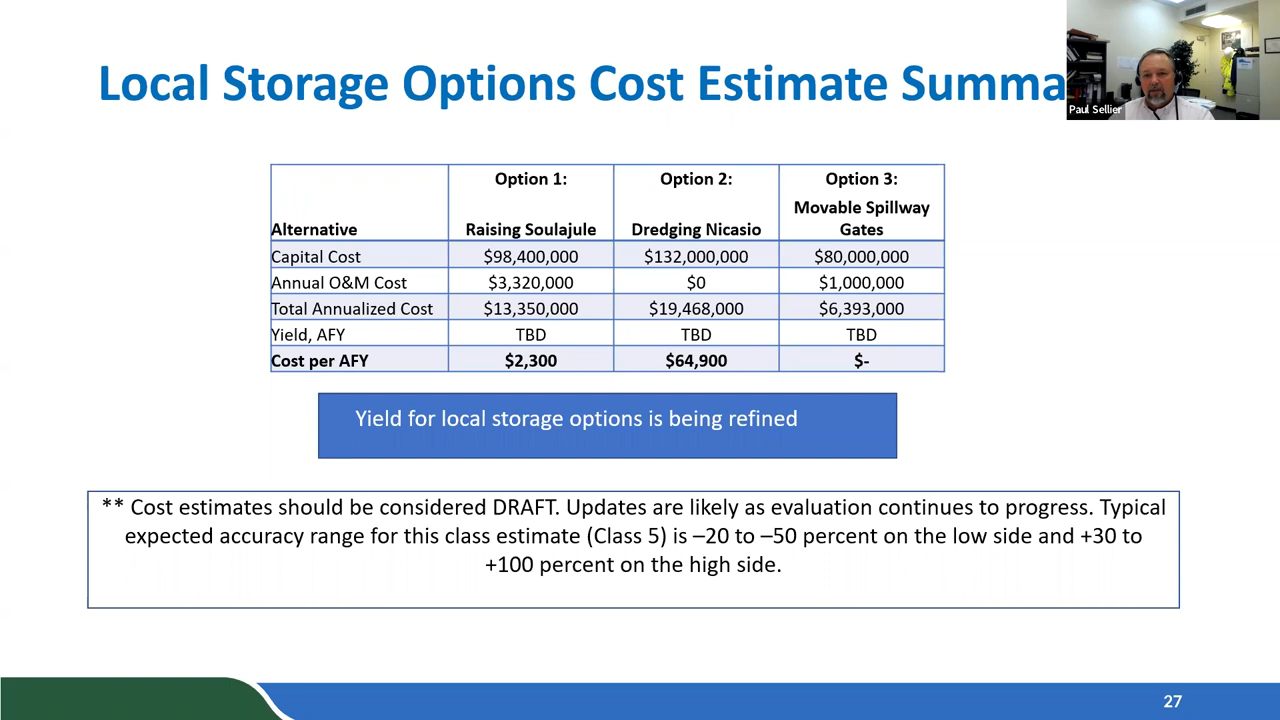 Local Storage Options Cost Estimate Summa
Paul Sellier
Alternative Option 1: Raising Soulajule Option 2: Dredging Nicasio Option 3: Movable Spillway Gates
Capital Cost $98,400,000 $132,000,000 $80,000,000
Annual O&M Cost $3,320,000 $0 $1,000,000
Total Annualized Cost $13,350,000 $19,468,000 $6,393,000
Yield, AFY TBD TBD TBD
Cost per AFY $2,300 $64,900 $-
Yield for local storage options is being refined
** Cost estimates should be considered DRAFT. Updates are likely as evaluation continues to progress. Typical
expected accuracy range for this class estimate (Class 5) is –20 to –50 percent on the low side and +30 to
+100 percent on the high side.
27